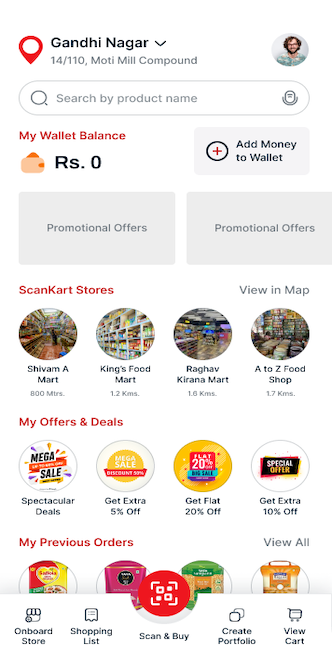 Gandhi Nagar
14/110, Moti Mill Compound
Search by product name
My Wallet Balance
Rs. 0
Add Money
to Wallet
Promotional Offers
Promotional Offers
ScanKart Stores
View in Map
Shivam A
Mart
800 Mtrs.
King's Food
Mart
1.2 Kms.
Raghav
Kirana Mart
1.6 Kms.
A to Z Food
Shop
1.7 Kms.
My Offers & Deals
MEGA
SALE
MEGA
SALE
DISCOUNT 50%
FLAT
20%
BIG SALE
SPECIAL
OFFER
Spectacular
Deals
Get Extra
5% Off
Get Flat
20% Off
Get Extra
10% Off
My Previous Orders
View All
Onboard
Store
Shopping
List
Scan & Buy
Create
Portfolio
View
Cart